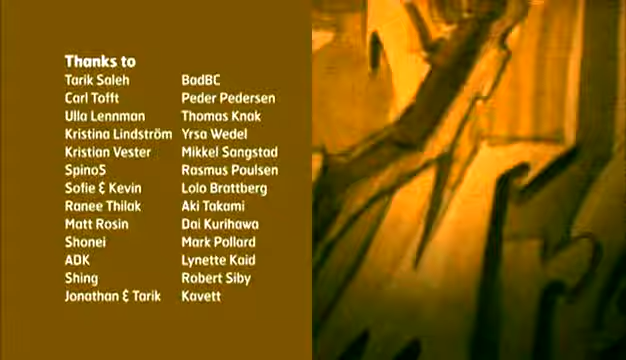 Thanks to
Tarik Saleh
Carl Tofft
Ulla Lennman
Kristina Lindström
Kristian Vester
Spino5
Sofie & Kevin
Ranee Thilak
Matt Rosin
Shonei
ADK
Shing
Jonathan & Tarik
BadBC
Peder Pedersen
Thomas Knak
Yrsa Wedel
Mikkel Sangstad
Rasmus Poulsen
Lolo Brattberg
Aki Takami
Dai Kurihawa
Mark Pollard
Lynette Kaid
Robert Siby
Kavett